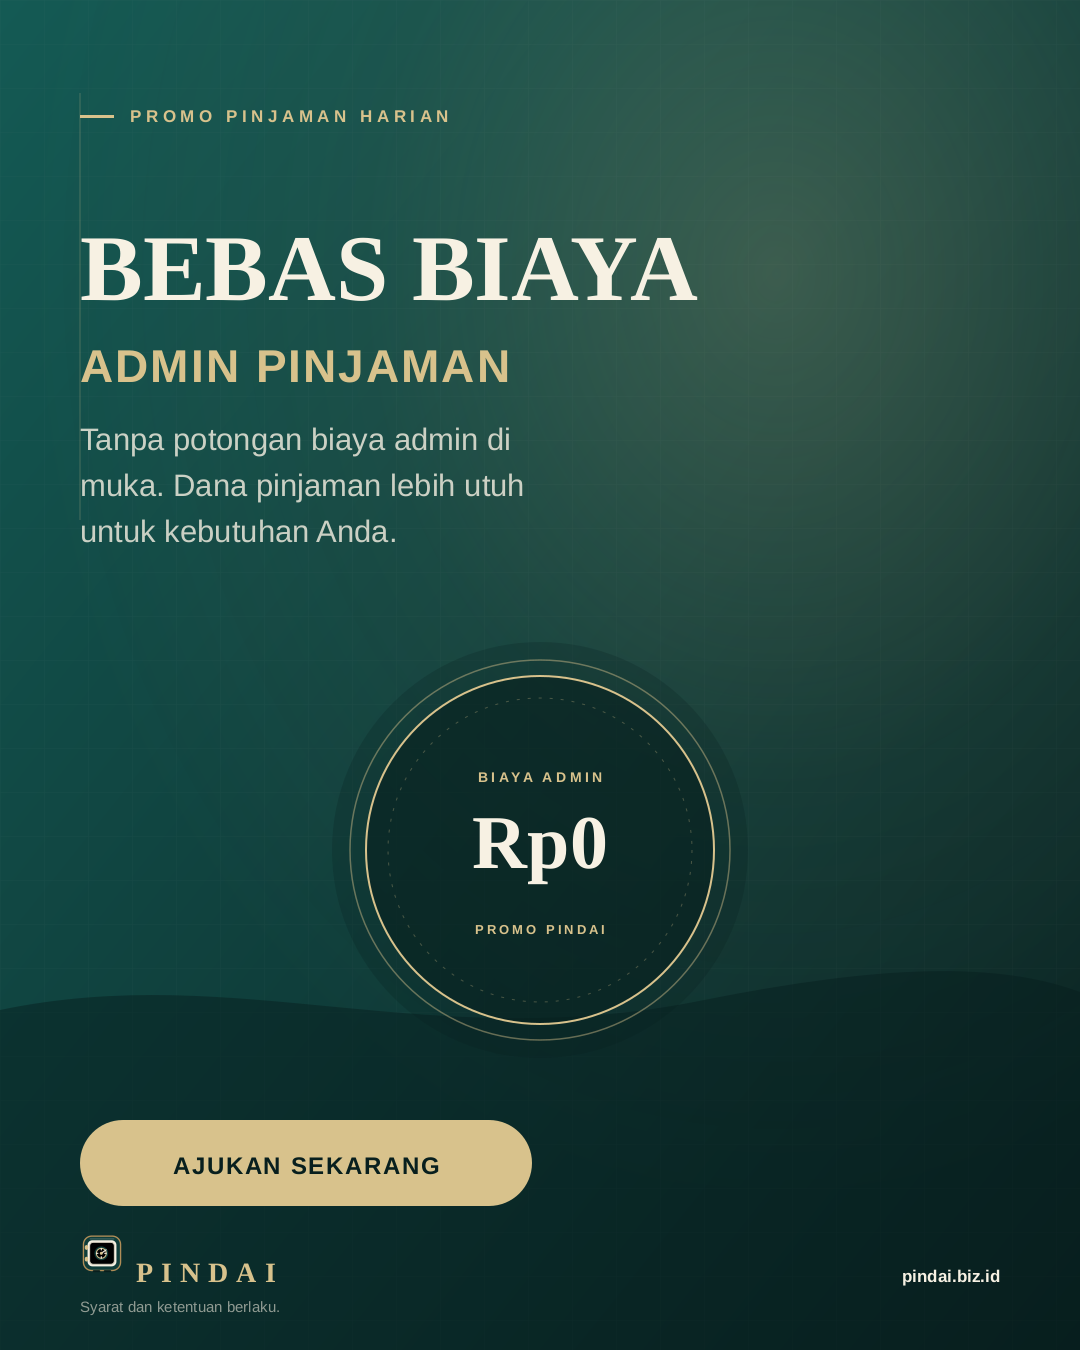 PROMO PINJAMAN HARIAN
BEBAS BIAYA
ADMIN PINJAMAN
Tanpa potongan biaya admin di
muka. Dana pinjaman lebih utuh
untuk kebutuhan Anda.
BIAYA ADMIN
Rp0
PROMO PINDAI
AJUKAN SEKARANG
PINDAI
pindai.biz.id
Syarat dan ketentuan berlaku.